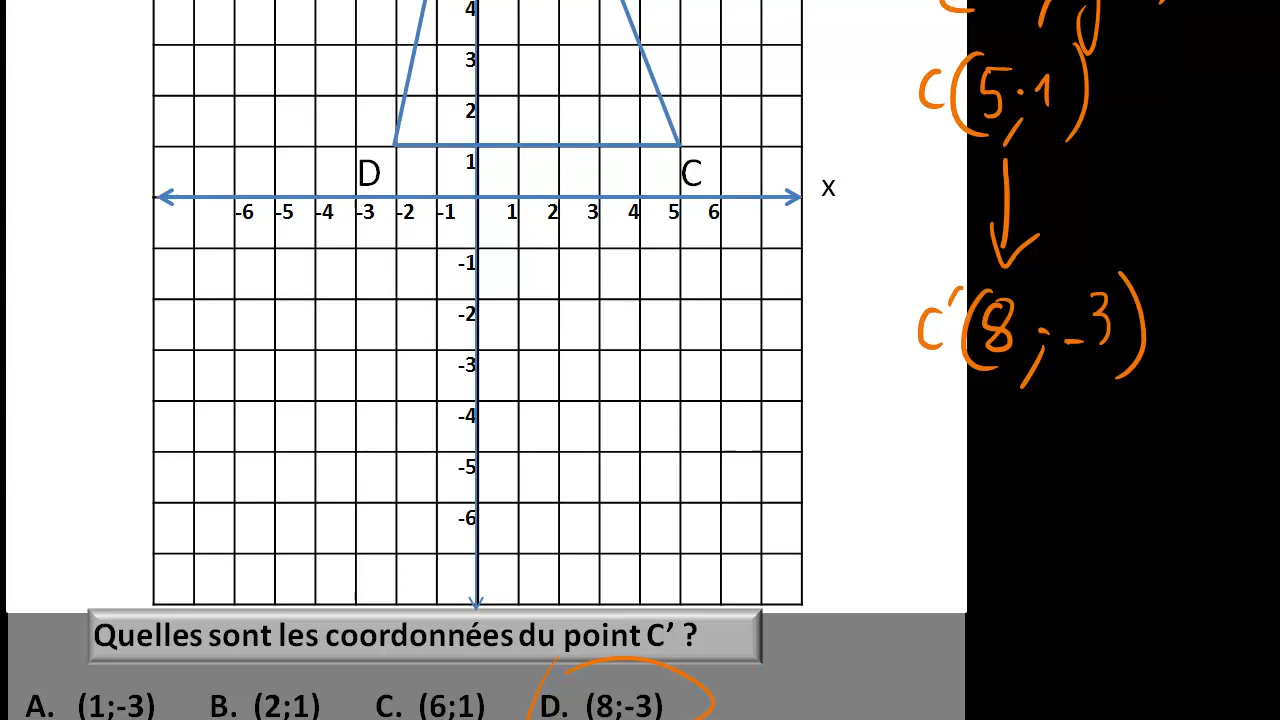 4
3
2
1
D C
x
-6 -5 -4 -3 -2 -1 1 2 3 4 5 6
-1
-2
-3
-4
-5
-6
C(5;1)
C'(8;-3)
Quelles sont les coordonnées du point C’ ?
A. (1;-3) B. (2;1) C. (6;1) D. (8;-3)